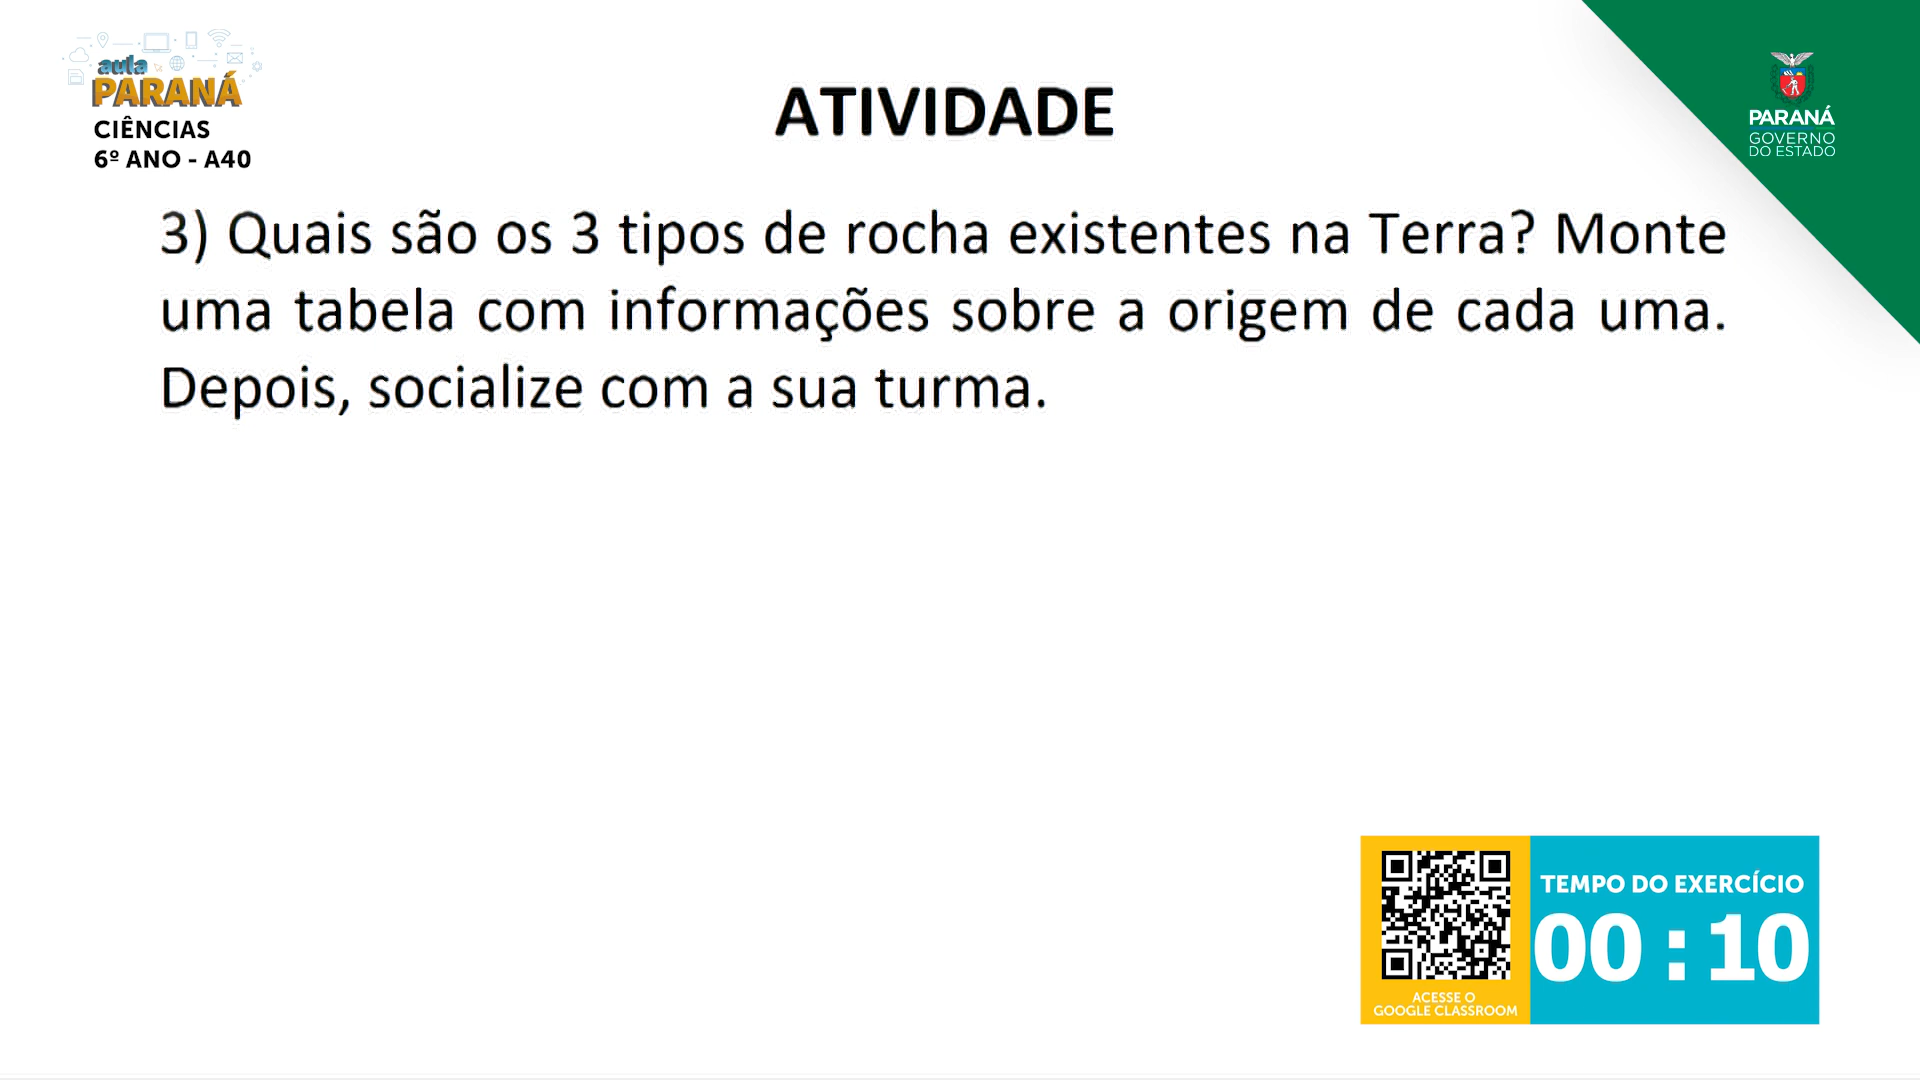 aula
PARANÁ
CIÊNCIAS
6º ANO - A40
ATIVIDADE
PARANÁ
GOVERNO
DO ESTADO
3) Quais são os 3 tipos de rocha existentes na Terra? Monte
uma tabela com informações sobre a origem de cada uma.
Depois, socialize com a sua turma.
TEMPO DO EXERCÍCIO
00 : 10
ACESSE O
GOOGLE CLASSROOM